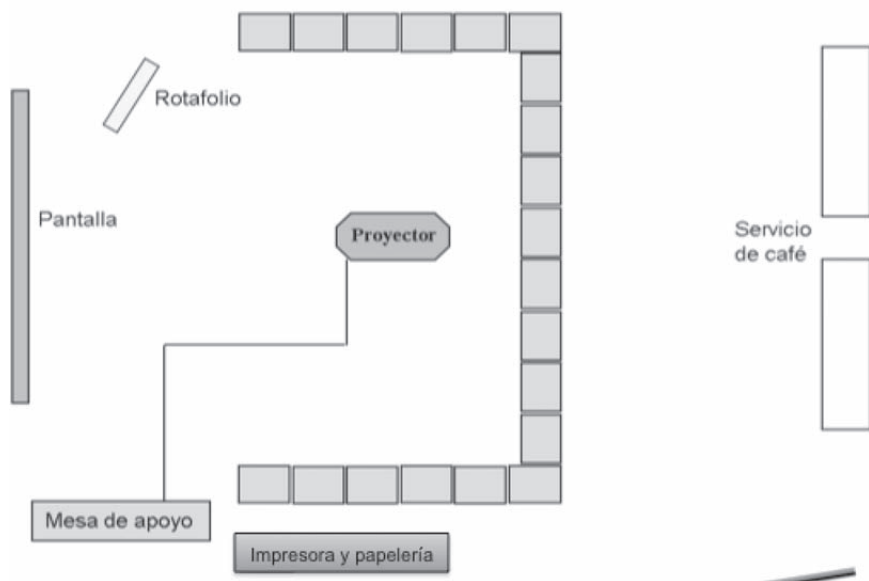 Rotafolio
Pantalla
Proyector
Servicio
de café
Mesa de apoyo
Impresora y papelería